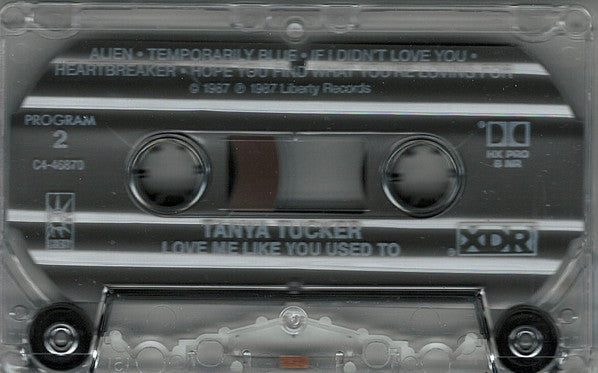 ALIEN • TEMPORARILY BLUE • IF I DIDN'T LOVE YOU •
HEARTBREAKER • HOPE YOU FIND WHAT YOU'RE LOVING FOR
© 1987 ℗ 1987 Liberty Records
PROGRAM
2
C4-46870
HX PRO
B NR
TANYA TUCKER
LOVE ME LIKE YOU USED TO
XDR®